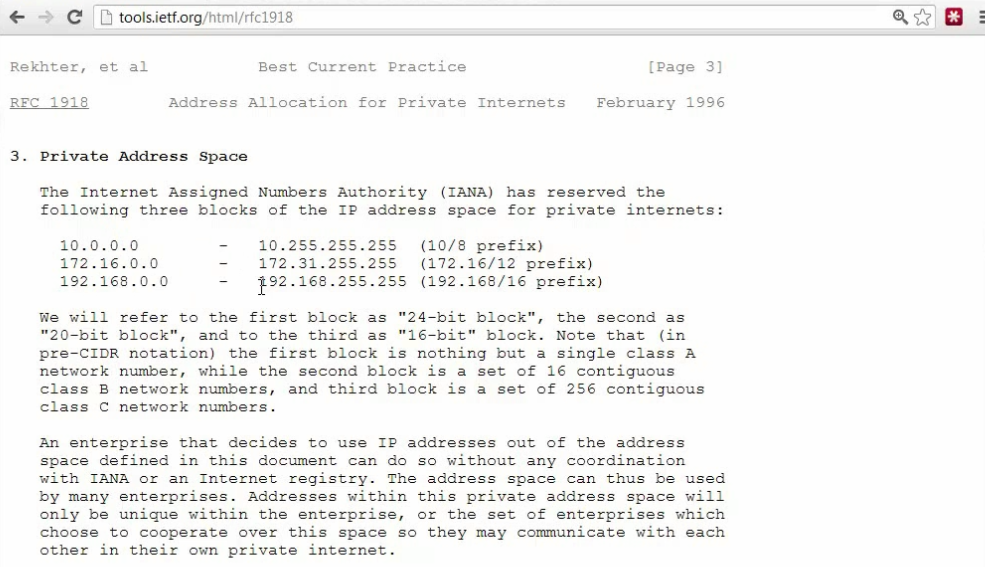 tools.ietf.org/html/rfc1918
Rekhter, et al Best Current Practice [Page 3]
RFC 1918 Address Allocation for Private Internets February 1996
3. Private Address Space
The Internet Assigned Numbers Authority (IANA) has reserved the
following three blocks of the IP address space for private internets:
10.0.0.0 - 10.255.255.255 (10/8 prefix)
172.16.0.0 - 172.31.255.255 (172.16/12 prefix)
192.168.0.0 - 192.168.255.255 (192.168/16 prefix)
We will refer to the first block as "24-bit block", the second as
"20-bit block", and to the third as "16-bit" block. Note that (in
pre-CIDR notation) the first block is nothing but a single class A
network number, while the second block is a set of 16 contiguous
class B network numbers, and third block is a set of 256 contiguous
class C network numbers.
An enterprise that decides to use IP addresses out of the address
space defined in this document can do so without any coordination
with IANA or an Internet registry. The address space can thus be used
by many enterprises. Addresses within this private address space will
only be unique within the enterprise, or the set of enterprises which
choose to cooperate over this space so they may communicate with each
other in their own private internet.